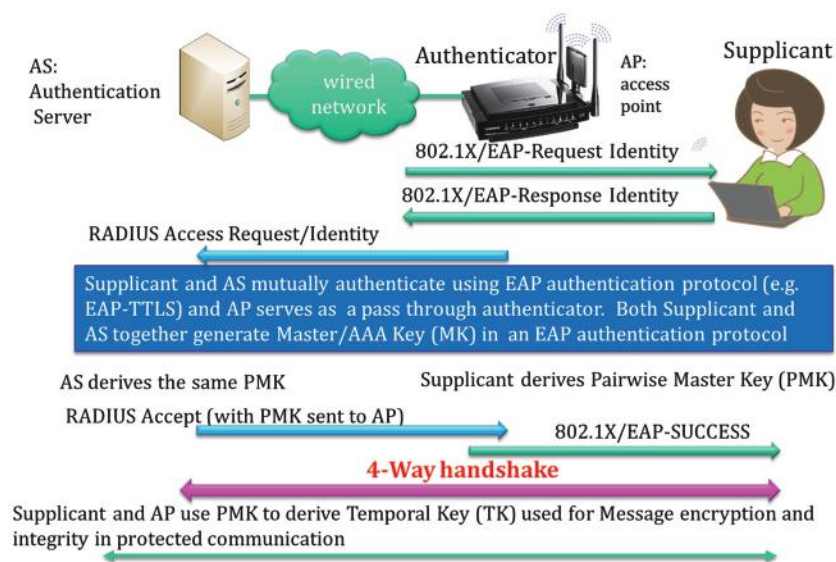 AS:
Authentication
Server
wired
network
Authenticator
AP:
access
point
Supplicant
802.1X/EAP-Request Identity
802.1X/EAP-Response Identity
RADIUS Access Request/Identity
Supplicant and AS mutually authenticate using EAP authentication protocol (e.g.
EAP-TTLS) and AP serves as a pass through authenticator. Both Supplicant and
AS together generate Master/AAA Key (MK) in an EAP authentication protocol
AS derives the same PMK
Supplicant derives Pairwise Master Key (PMK)
RADIUS Accept (with PMK sent to AP)
802.1X/EAP-SUCCESS
4-Way handshake
Supplicant and AP use PMK to derive Temporal Key (TK) used for Message encryption and
integrity in protected communication